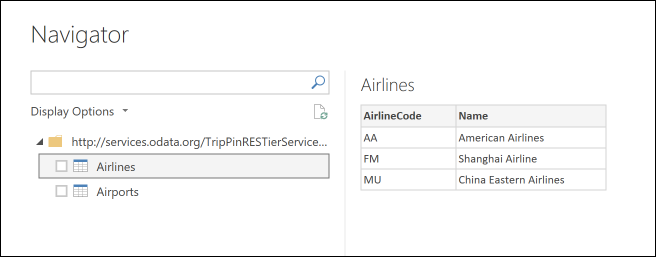 Navigator
Display Options
http://services.odata.org/TripPinRESTierService...
Airlines
Airports
Airlines
AirlineCode Name
AA American Airlines
FM Shanghai Airline
MU China Eastern Airlines